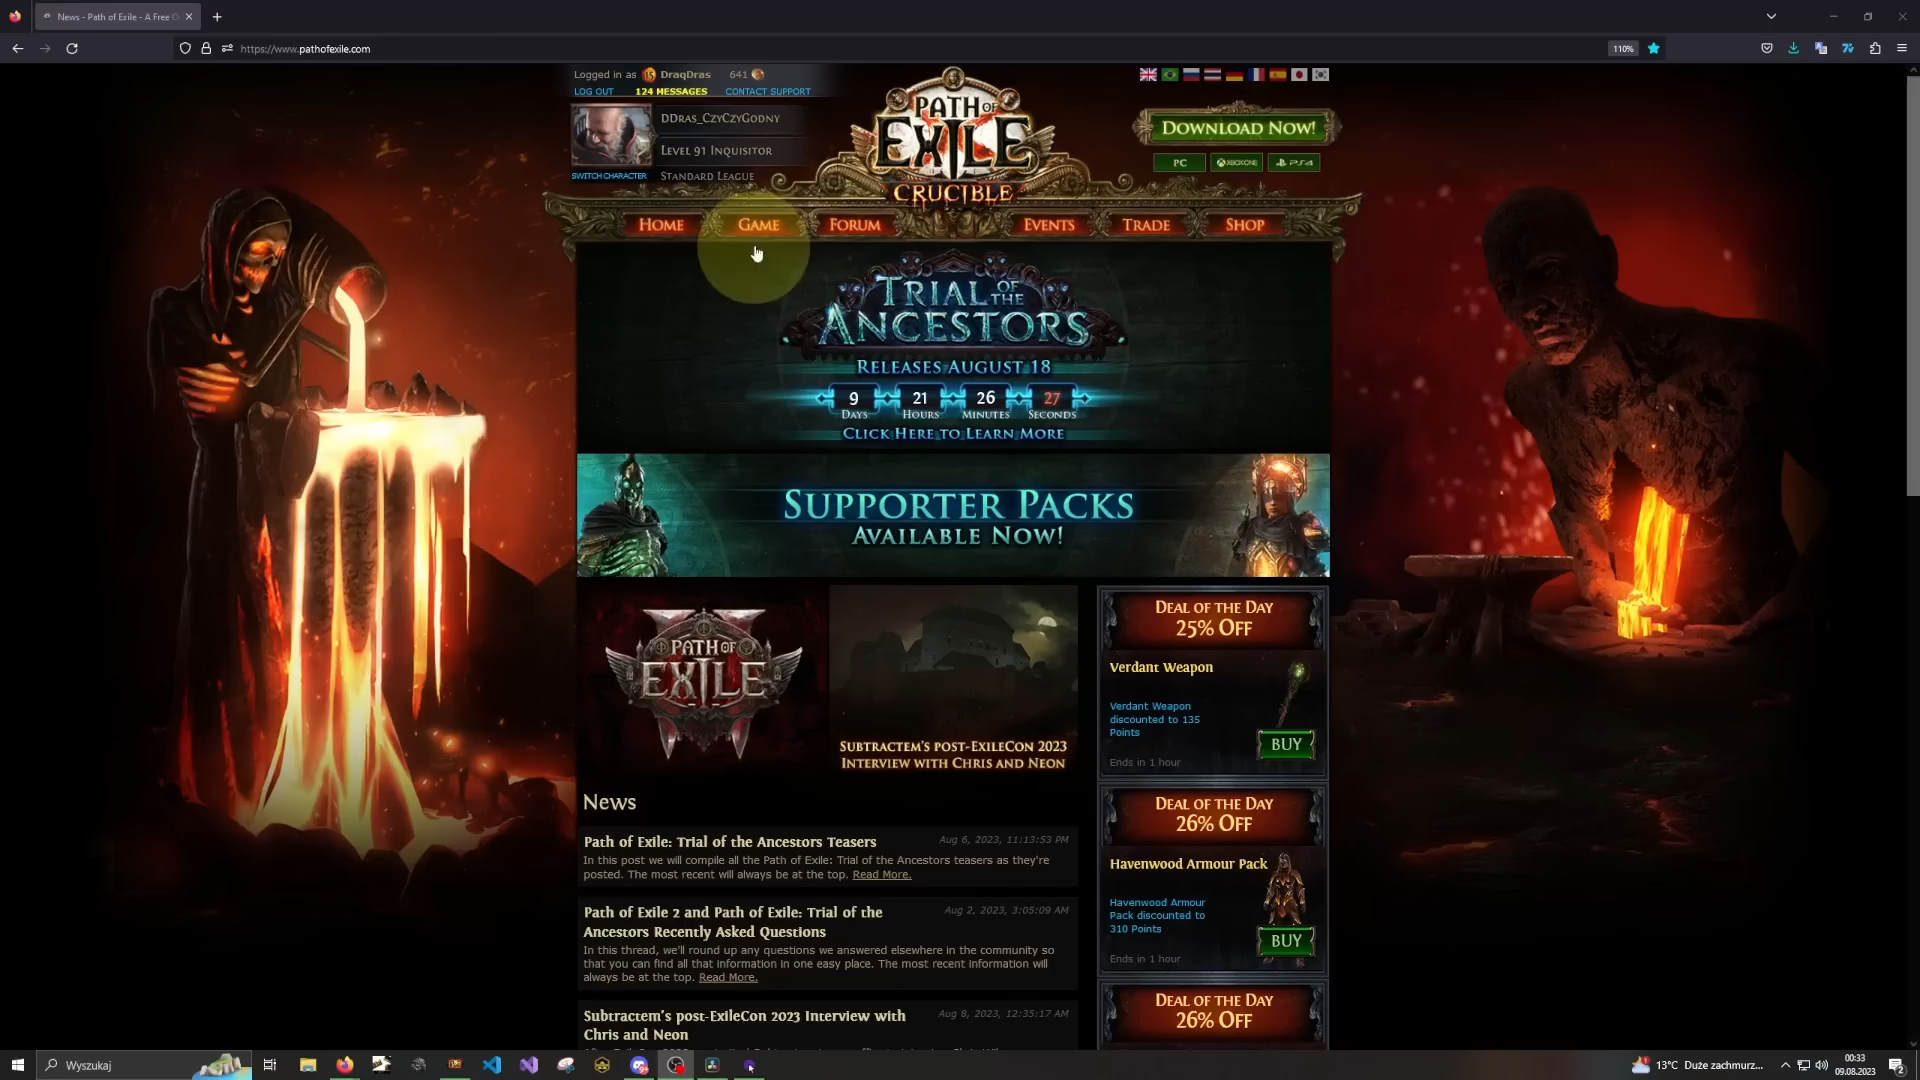 News - Path of Exile - A Free O
https://www.pathofexile.com
110%
Logged in as DraqDras 641
LOG OUT 124 MESSAGES CONTACT SUPPORT
DDras_CzyCzyGodny
Level 91 Inquisitor
SWITCH CHARACTER Standard League
PATH OF
EXILE
CRUCIBLE
Download Now!
PC XBOX ONE PS4
Home Game Forum Events Trade Shop
Trial of the
Ancestors
Releases August 18
9 21 26 27
Days Hours Minutes Seconds
Click Here to Learn More
Supporter Packs
Available Now!
PATH OF
EXILE
Subtractem's post-ExileCon 2023
Interview with Chris and Neon
Deal of the Day
25% Off
Verdant Weapon
Verdant Weapon
discounted to 135
Points
BUY
Ends in 1 hour
Deal of the Day
26% Off
Havenwood Armour Pack
Havenwood Armour
Pack discounted to
310 Points
BUY
Ends in 1 hour
Deal of the Day
26% Off
News
Path of Exile: Trial of the Ancestors Teasers Aug 6, 2023, 11:13:53 PM
In this post we will compile all the Path of Exile: Trial of the Ancestors teasers as they're
posted. The most recent will always be at the top. Read More.
Path of Exile 2 and Path of Exile: Trial of the Aug 2, 2023, 3:05:09 AM
Ancestors Recently Asked Questions
In this thread, we'll round up any questions we answered elsewhere in the community so
that you can find all that information in one easy place. The most recent information will
always be at the top. Read More.
Subtractem's post-ExileCon 2023 Interview with Aug 8, 2023, 12:35:17 AM
Chris and Neon
Wyszukaj
13°C Duże zachmurz...
00:33
09.08.2023
2